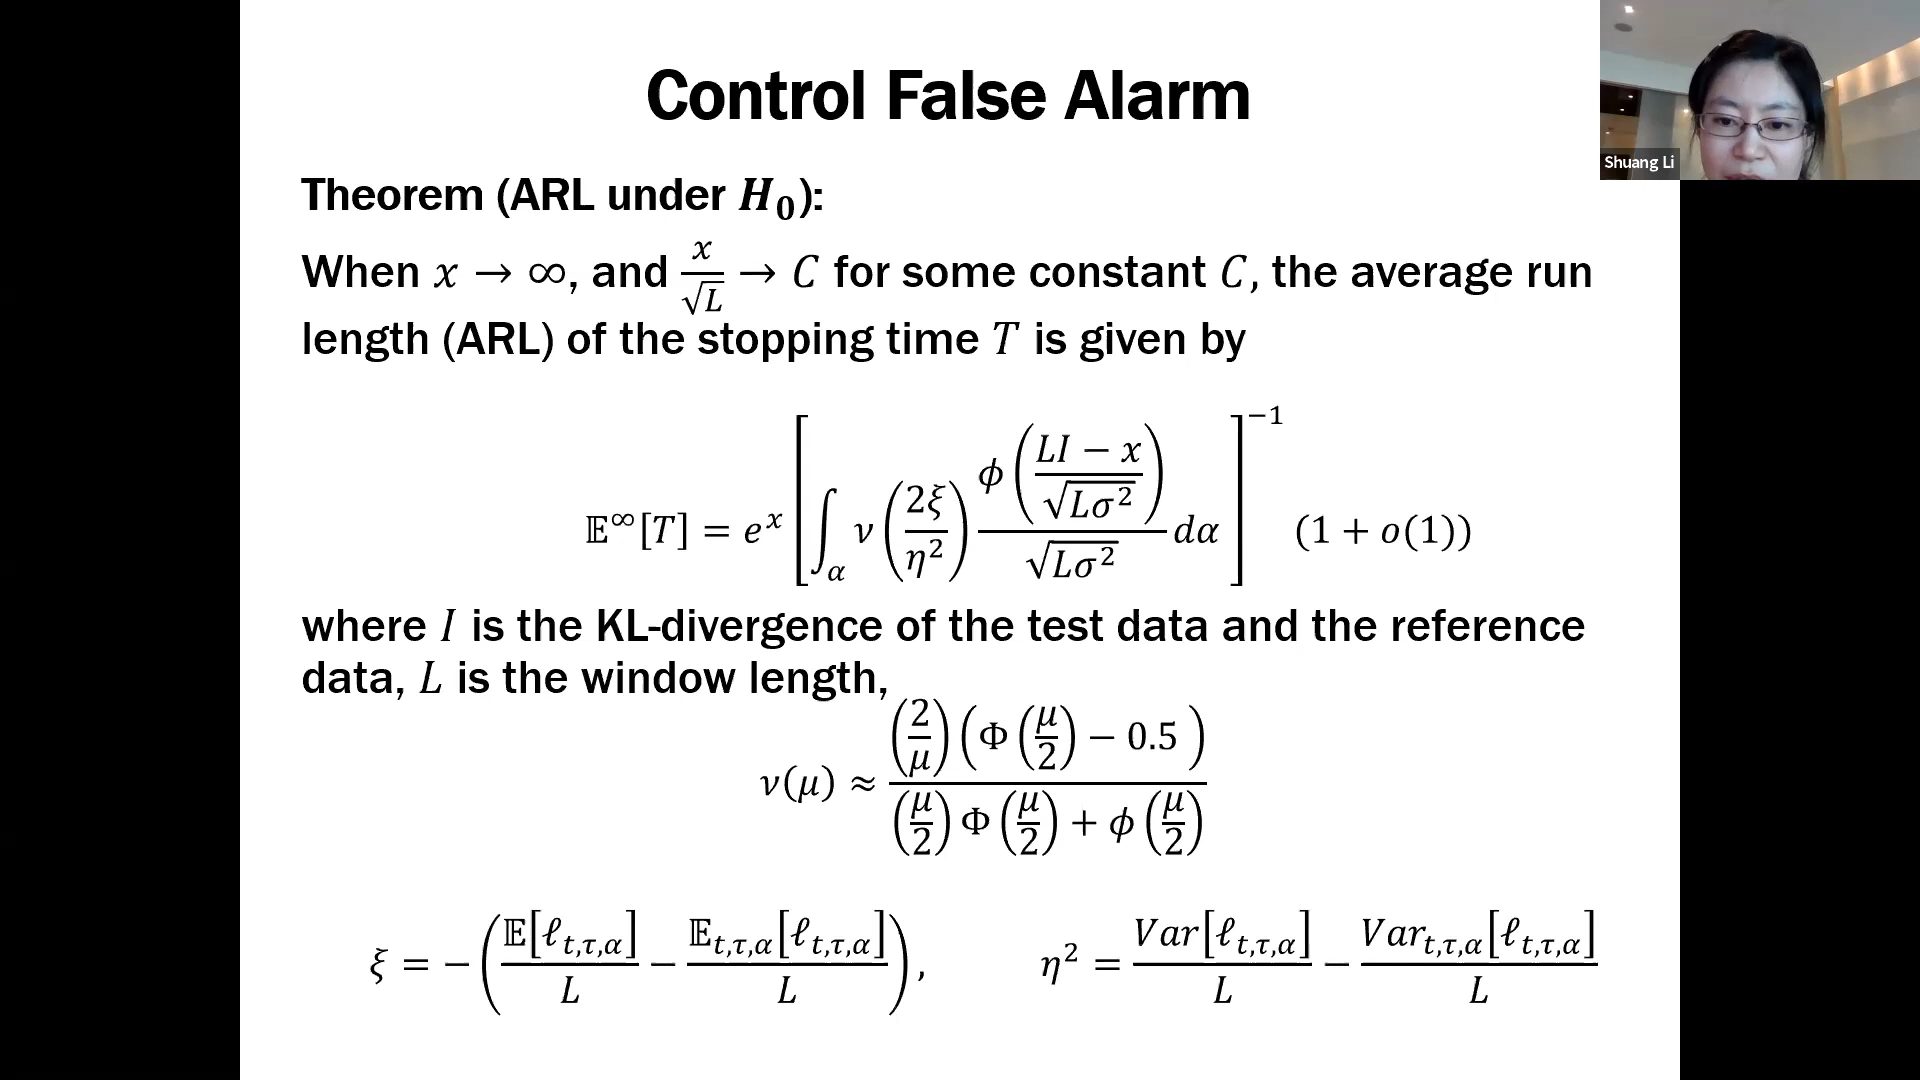 Control False Alarm
Shuang Li
Theorem (ARL under H₀):
When x → ∞, and x/√L → C for some constant C, the average run
length (ARL) of the stopping time T is given by
𝔼^∞[T] = e^x [ ∫_α ν(2ξ/η²) ϕ((LI − x)/√(Lσ²)) / √(Lσ²) dα ]^−1 (1 + o(1))
where I is the KL-divergence of the test data and the reference
data, L is the window length,
ν(μ) ≈ (2/μ)(Φ(μ/2) − 0.5) / ((μ/2)Φ(μ/2) + ϕ(μ/2))
ξ = −(𝔼[ℓ_{t,τ,α}]/L − 𝔼_{t,τ,α}[ℓ_{t,τ,α}]/L), η² = Var[ℓ_{t,τ,α}]/L − Var_{t,τ,α}[ℓ_{t,τ,α}]/L